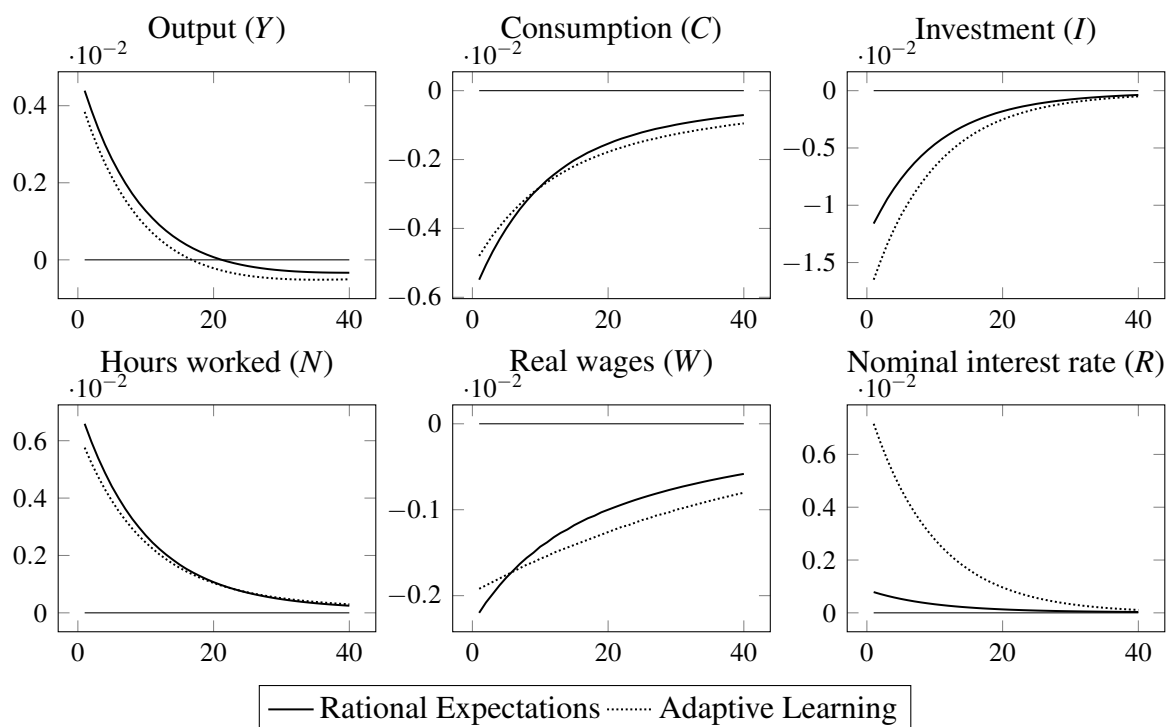 Output (Y)
·10⁻²
0.4
0.2
0
0 20 40
Consumption (C)
·10⁻²
0
−0.2
−0.4
−0.6
0 20 40
Investment (I)
·10⁻²
0
−0.5
−1
−1.5
0 20 40
Hours worked (N)
·10⁻²
0.6
0.4
0.2
0
0 20 40
Real wages (W)
·10⁻²
0
−0.1
−0.2
0 20 40
Nominal interest rate (R)
·10⁻²
0.6
0.4
0.2
0
0 20 40
Rational Expectations Adaptive Learning